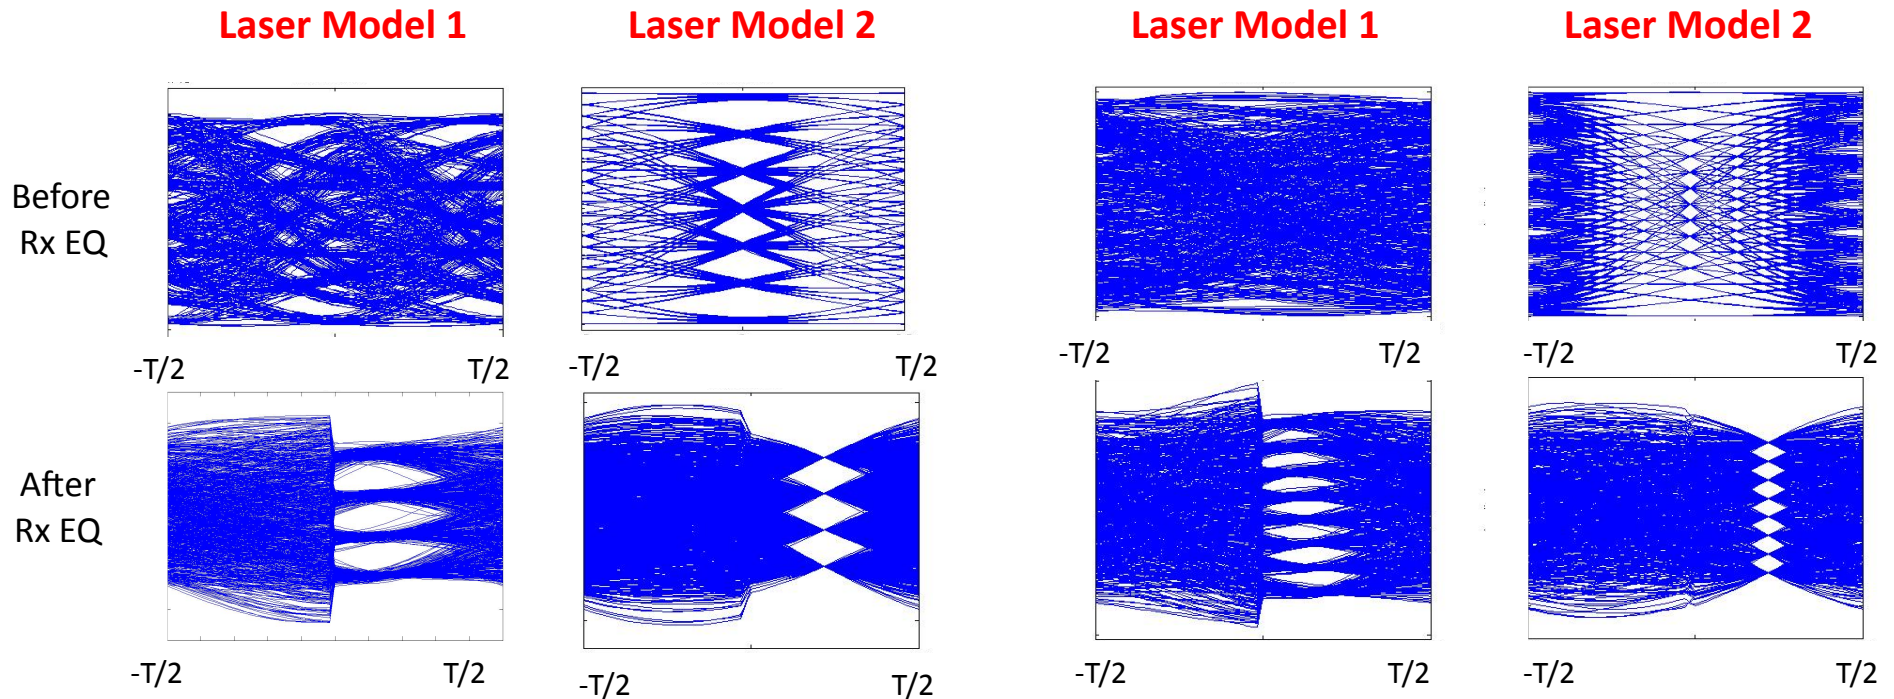 Laser Model 1 Laser Model 2 Laser Model 1 Laser Model 2
Before
Rx EQ
-T/2 T/2 -T/2 T/2 -T/2 T/2 -T/2 T/2
After
Rx EQ
-T/2 T/2 -T/2 T/2 -T/2 T/2 -T/2 T/2